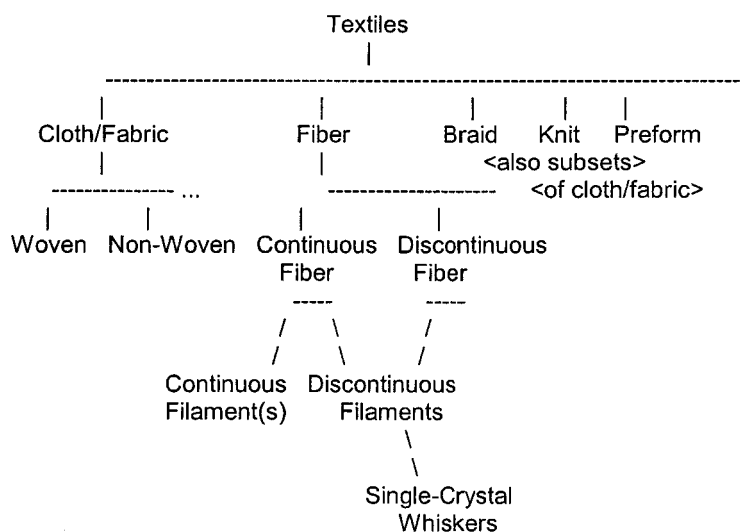 Textiles
Cloth/Fabric Fiber Braid Knit Preform
<also subsets>
<of cloth/fabric>
...
Woven Non-Woven Continuous Discontinuous
Fiber Fiber
Continuous Discontinuous
Filament(s) Filaments
Single-Crystal
Whiskers